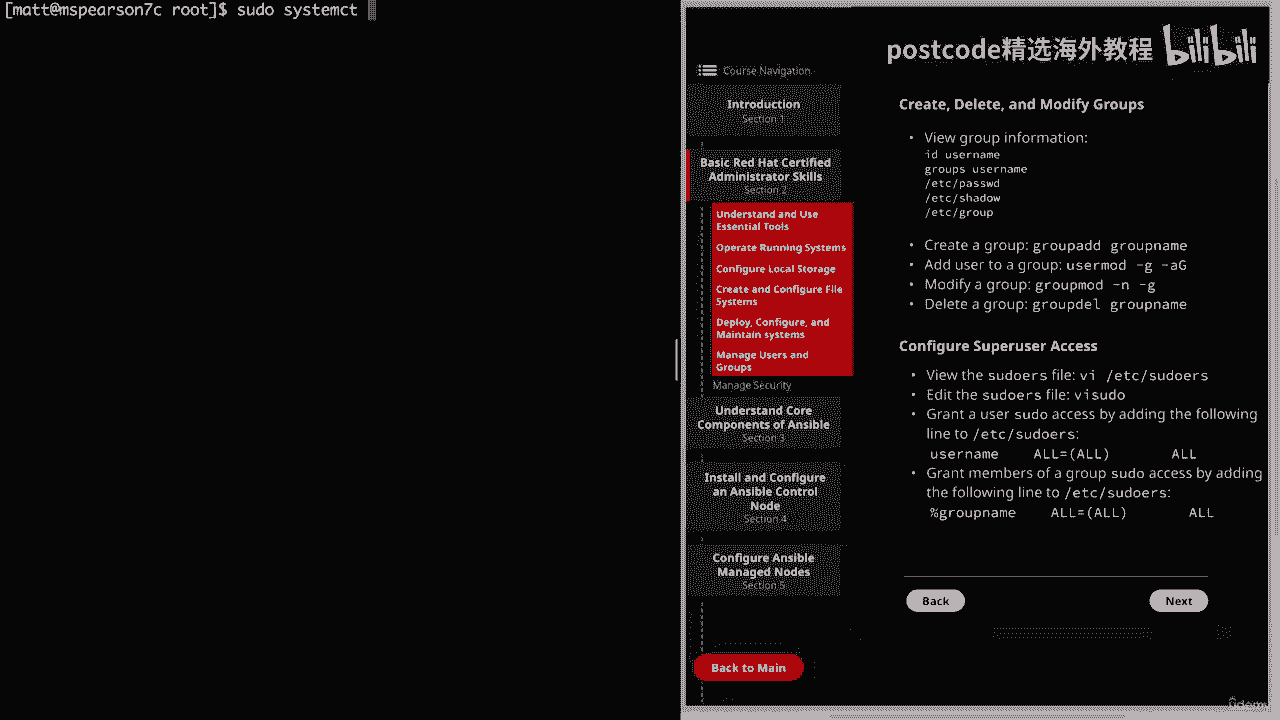 [matt@mspearson7c root]$ sudo systemct
postcode精选海外教程 bilibili
Course Navigation
Introduction
Section 1
Basic Red Hat Certified
Administrator Skills
Section 2
Understand and Use
Essential Tools
Operate Running Systems
Configure Local Storage
Create and Configure File
Systems
Deploy, Configure, and
Maintain systems
Manage Users and
Groups
Manage Security
Understand Core
Components of Ansible
Section 3
Install and Configure
an Ansible Control
Node
Section 4
Configure Ansible
Managed Nodes
Section 5
Back to Main
Create, Delete, and Modify Groups
• View group information:
id username
groups username
/etc/passwd
/etc/shadow
/etc/group
• Create a group: groupadd groupname
• Add user to a group: usermod -g -aG
• Modify a group: groupmod -n -g
• Delete a group: groupdel groupname
Configure Superuser Access
• View the sudoers file: vi /etc/sudoers
• Edit the sudoers file: visudo
• Grant a user sudo access by adding the following
line to /etc/sudoers:
username ALL=(ALL) ALL
• Grant members of a group sudo access by adding
the following line to /etc/sudoers:
%groupname ALL=(ALL) ALL
Back
Next
ûdemy